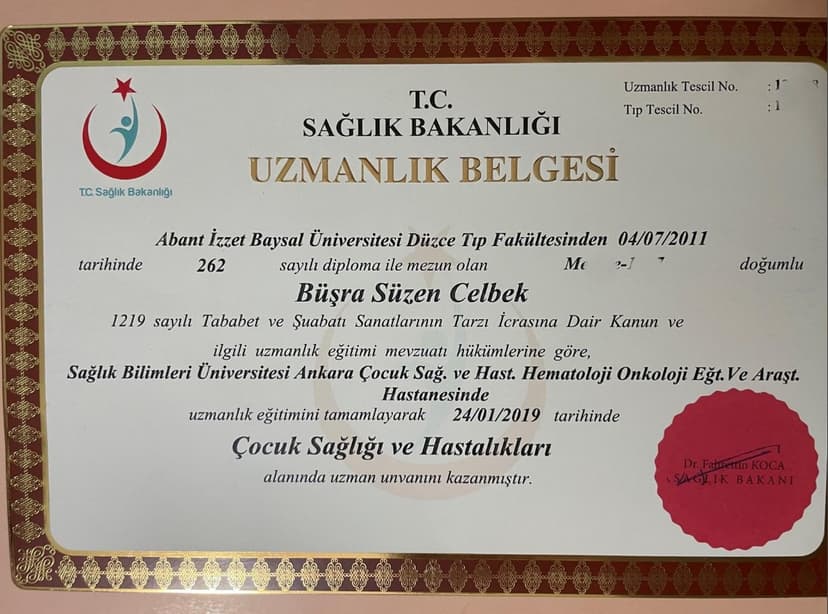 T.C. Sağlık Bakanlığı
Uzmanlık Tescil No. :
Tıp Tescil No. :
T.C.
SAĞLIK BAKANLIĞI
UZMANLIK BELGESİ
Abant İzzet Baysal Üniversitesi Düzce Tıp Fakültesinden 04/07/2011
tarihinde 262 sayılı diploma ile mezun olan doğumlu
Büşra Süzen Celbek
1219 sayılı Tababet ve Şuabatı Sanatlarının Tarzı İcrasına Dair Kanun ve
ilgili uzmanlık eğitimi mevzuatı hükümlerine göre,
Sağlık Bilimleri Üniversitesi Ankara Çocuk Sağ. ve Hast. Hematoloji Onkoloji Eğt.Ve Araşt.
Hastanesinde
uzmanlık eğitimini tamamlayarak 24/01/2019 tarihinde
Çocuk Sağlığı ve Hastalıkları
alanında uzman unvanını kazanmıştır.
Dr. Fahrettin KOCA
SAĞLIK BAKANI